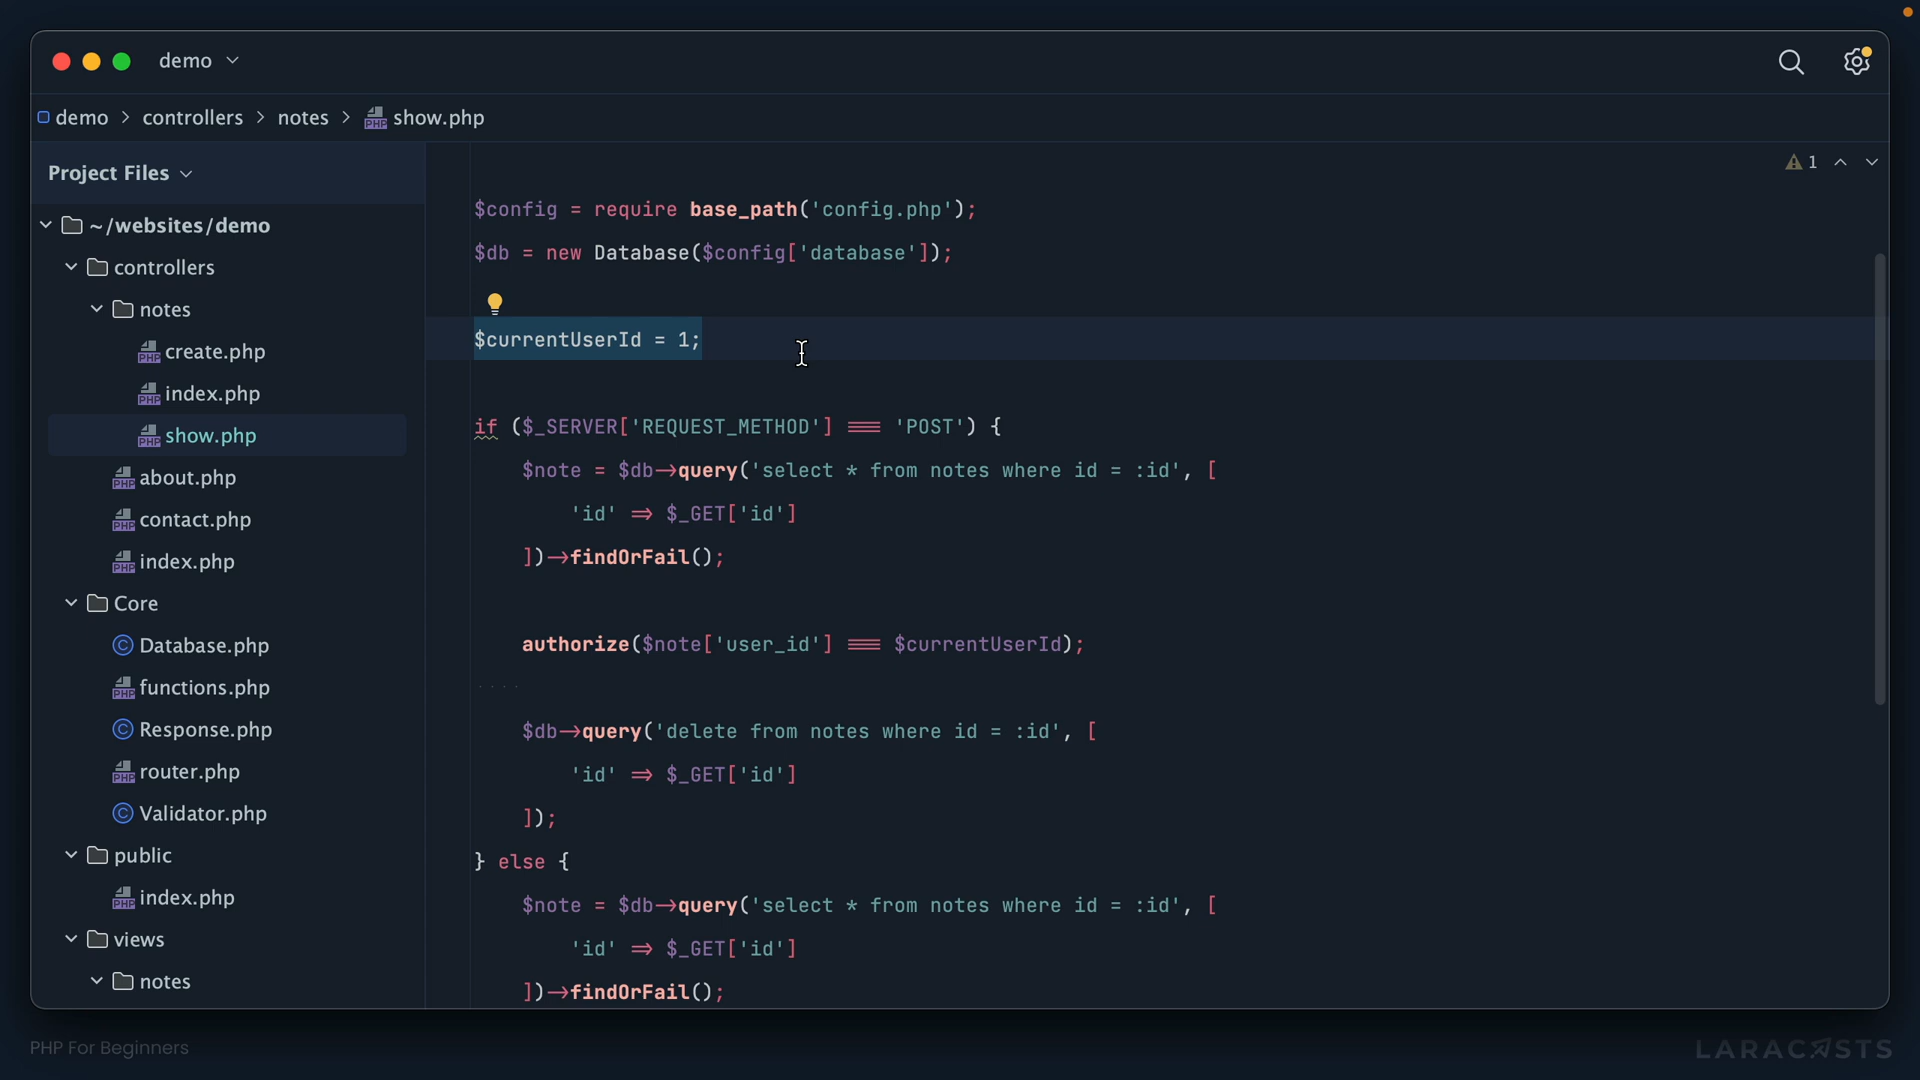 demo
demo > controllers > notes > show.php
Project Files
1
~/websites/demo
controllers
notes
create.php
index.php
show.php
about.php
contact.php
index.php
Core
Database.php
functions.php
Response.php
router.php
Validator.php
public
index.php
views
notes
$config = require base_path('config.php');
$db = new Database($config['database']);
$currentUserId = 1;
if ($_SERVER['REQUEST_METHOD'] === 'POST') {
$note = $db->query('select * from notes where id = :id', [
'id' => $_GET['id']
])->findOrFail();
authorize($note['user_id'] === $currentUserId);
$db->query('delete from notes where id = :id', [
'id' => $_GET['id']
]);
} else {
$note = $db->query('select * from notes where id = :id', [
'id' => $_GET['id']
])->findOrFail();
PHP For Beginners
LARACASTS